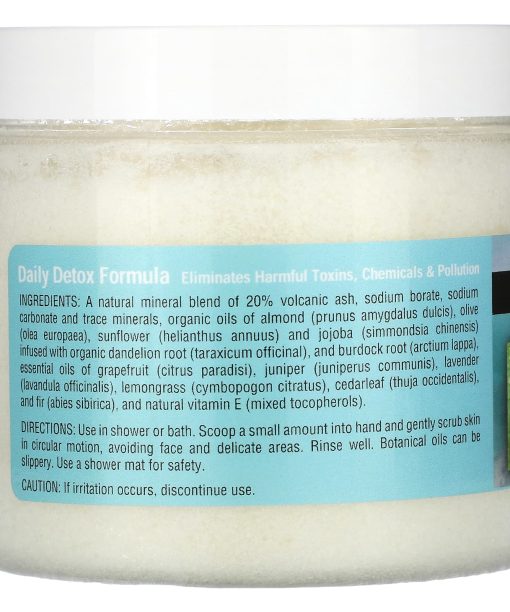 Daily Detox Formula Eliminates Harmful Toxins, Chemicals & Pollution
INGREDIENTS: A natural mineral blend of 20% volcanic ash, sodium borate, sodium
carbonate and trace minerals, organic oils of almond (prunus amygdalus dulcis), olive
(olea europaea), sunflower (helianthus annuus) and jojoba (simmondsia chinensis)
infused with organic dandelion root (taraxicum officinal), and burdock root (arctium lappa),
essential oils of grapefruit (citrus paradisi), juniper (juniperus communis), lavender
(lavandula officinalis), lemongrass (cymbopogon citratus), cedarleaf (thuja occidentalis),
and fir (abies sibirica), and natural vitamin E (mixed tocopherols).
DIRECTIONS: Use in shower or bath. Scoop a small amount into hand and gently scrub skin
in circular motion, avoiding face and delicate areas. Rinse well. Botanical oils can be
slippery. Use a shower mat for safety.
CAUTION: If irritation occurs, discontinue use.